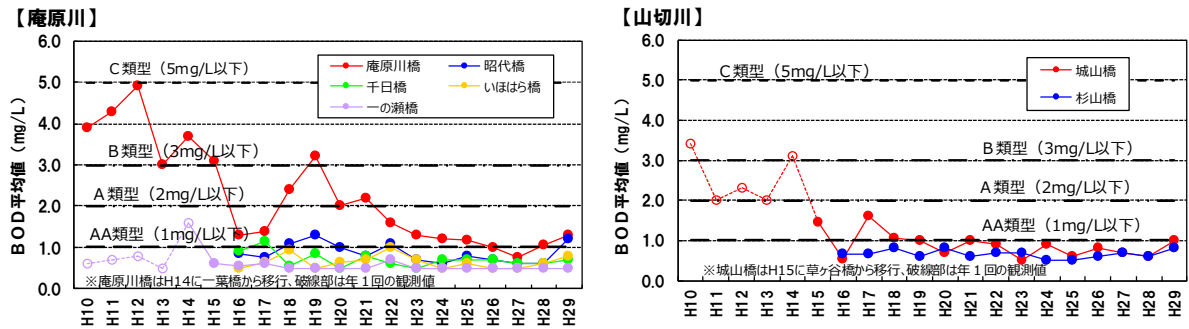 【庵原川】
BOD平均値（mg/L）
6.0
5.0
4.0
3.0
2.0
1.0
0.0
C類型（5mg/L以下）
B類型（3mg/L以下）
A類型（2mg/L以下）
AA類型（1mg/L以下）
庵原川橋
昭代橋
千日橋
いほはら橋
一の瀬橋
※庵原川橋はH14に一葉橋から移行、破線部は年１回の観測値
H10 H11 H12 H13 H14 H15 H16 H17 H18 H19 H20 H21 H22 H23 H24 H25 H26 H27 H28 H29
【山切川】
BOD平均値（mg/L）
6.0
5.0
4.0
3.0
2.0
1.0
0.0
C類型（5mg/L以下）
B類型（3mg/L以下）
A類型（2mg/L以下）
AA類型（1mg/L以下）
城山橋
杉山橋
※城山橋はH15に草ヶ谷橋から移行、破線部は年１回の観測値
H10 H11 H12 H13 H14 H15 H16 H17 H18 H19 H20 H21 H22 H23 H24 H25 H26 H27 H28 H29